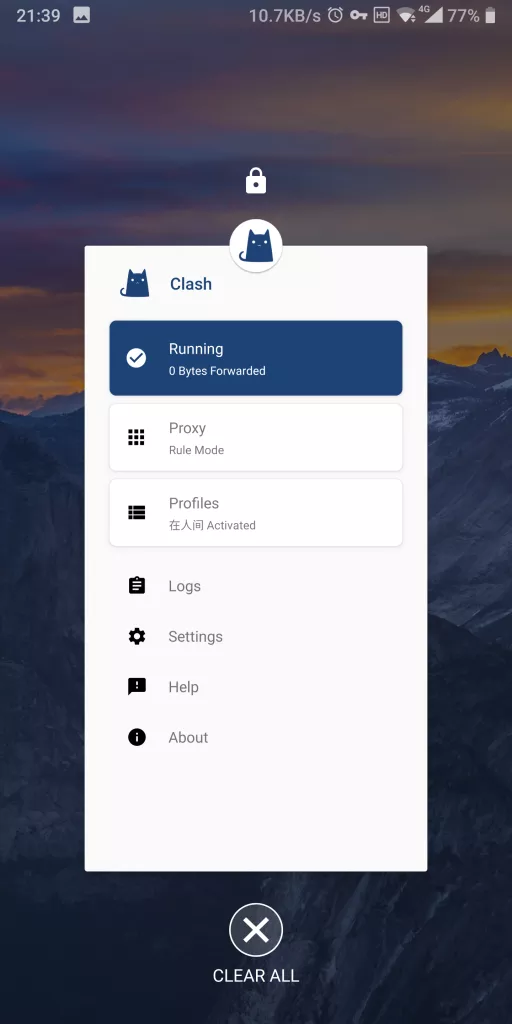 21:39 10.7KB/s HD 4G 77%
Clash
Running
0 Bytes Forwarded
Proxy
Rule Mode
Profiles
在人间 Activated
Logs
Settings
Help
About
CLEAR ALL